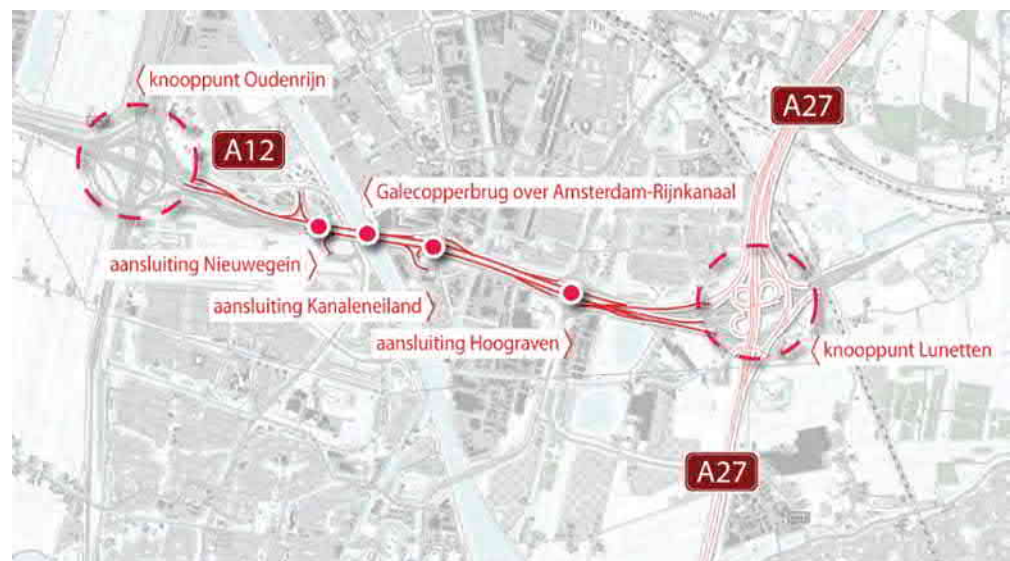 knooppunt Oudenrijn
A27
A12
Galecopperbrug over Amsterdam-Rijnkanaal
aansluiting Nieuwegein
aansluiting Kanaleneiland
aansluiting Hoograven
knooppunt Lunetten
A27